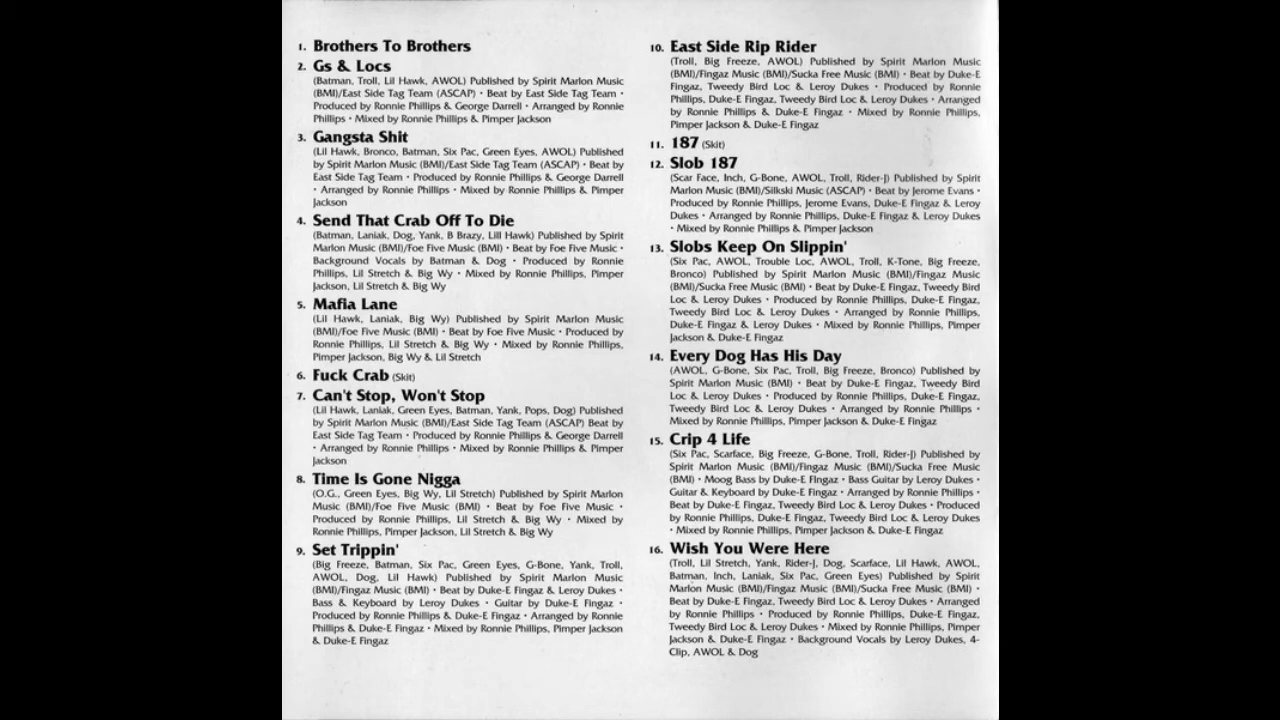 1. Brothers To Brothers
2. Gs & Locs
(Batman, Troll, Lil Hawk, AWOL) Published by Spirit Marlon Music
(BMI)/East Side Tag Team (ASCAP) • Beat by East Side Tag Team •
Produced by Ronnie Phillips & George Darrell • Arranged by Ronnie
Phillips • Mixed by Ronnie Phillips & Pimper Jackson
3. Gangsta Shit
(Lil Hawk, Bronco, Batman, Six Pac, Green Eyes, AWOL) Published
by Spirit Marlon Music (BMI)/East Side Tag Team (ASCAP) • Beat by
East Side Tag Team • Produced by Ronnie Phillips & George Darrell
• Arranged by Ronnie Phillips • Mixed by Ronnie Phillips & Pimper
Jackson
4. Send That Crab Off To Die
(Batman, Laniak, Dog, Yank, B Brazy, Lill Hawk) Published by Spirit
Marlon Music (BMI)/Foe Five Music (BMI) • Beat by Foe Five Music •
Background Vocals by Batman & Dog • Produced by Ronnie
Phillips, Lil Stretch & Big Wy • Mixed by Ronnie Phillips, Pimper
Jackson, Lil Stretch & Big Wy
5. Mafia Lane
(Lil Hawk, Laniak, Big Wy) Published by Spirit Marlon Music
(BMI)/Foe Five Music (BMI) • Beat by Foe Five Music • Produced by
Ronnie Phillips, Lil Stretch & Big Wy • Mixed by Ronnie Phillips,
Pimper Jackson, Big Wy & Lil Stretch
6. Fuck Crab (Skit)
7. Can't Stop, Won't Stop
(Lil Hawk, Laniak, Green Eyes, Batman, Yank, Pops, Dog) Published
by Spirit Marlon Music (BMI)/East Side Tag Team (ASCAP) Beat by
East Side Tag Team • Produced by Ronnie Phillips & George Darrell
• Arranged by Ronnie Phillips • Mixed by Ronnie Phillips & Pimper
Jackson
8. Time Is Gone Nigga
(O.G., Green Eyes, Big Wy, Lil Stretch) Published by Spirit Marlon
Music (BMI)/Foe Five Music (BMI) • Beat by Foe Five Music •
Produced by Ronnie Phillips, Lil Stretch & Big Wy • Mixed by
Ronnie Phillips, Pimper Jackson, Lil Stretch & Big Wy
9. Set Trippin'
(Big Freeze, Batman, Six Pac, Green Eyes, G-Bone, Yank, Troll,
AWOL, Dog, Lil Hawk) Published by Spirit Marlon Music
(BMI)/Fingaz Music (BMI) • Beat by Duke-E Fingaz & Leroy Dukes •
Bass & Keyboard by Leroy Dukes • Guitar by Duke-E Fingaz •
Produced by Ronnie Phillips & Duke-E Fingaz • Arranged by Ronnie
Phillips & Duke-E Fingaz • Mixed by Ronnie Phillips, Pimper Jackson
& Duke-E Fingaz
10. East Side Rip Rider
(Troll, Big Freeze, AWOL) Published by Spirit Marlon Music
(BMI)/Fingaz Music (BMI)/Sucka Free Music (BMI) • Beat by Duke-E
Fingaz, Tweedy Bird Loc & Leroy Dukes • Produced by Ronnie
Phillips, Duke-E Fingaz, Tweedy Bird Loc & Leroy Dukes • Arranged
by Ronnie Phillips & Duke-E Fingaz • Mixed by Ronnie Phillips,
Pimper Jackson & Duke-E Fingaz
11. 187 (Skit)
12. Slob 187
(Scar Face, Inch, G-Bone, AWOL, Troll, Rider-J) Published by Spirit
Marlon Music (BMI)/Silkski Music (ASCAP) • Beat by Jerome Evans •
Produced by Ronnie Phillips, Jerome Evans, Duke-E Fingaz & Leroy
Dukes • Arranged by Ronnie Phillips, Duke-E Fingaz & Leroy Dukes
• Mixed by Ronnie Phillips & Pimper Jackson
13. Slobs Keep On Slippin'
(Six Pac, AWOL, Trouble Loc, AWOL, Troll, K-Tone, Big Freeze,
Bronco) Published by Spirit Marlon Music (BMI)/Fingaz Music
(BMI)/Sucka Free Music (BMI) • Beat by Duke-E Fingaz, Tweedy Bird
Loc & Leroy Dukes • Produced by Ronnie Phillips, Duke-E Fingaz,
Tweedy Bird Loc & Leroy Dukes • Arranged by Ronnie Phillips,
Duke-E Fingaz & Leroy Dukes • Mixed by Ronnie Phillips, Pimper
Jackson & Duke-E Fingaz
14. Every Dog Has His Day
(AWOL, G-Bone, Six Pac, Troll, Big Freeze, Bronco) Published by
Spirit Marlon Music (BMI) • Beat by Duke-E Fingaz, Tweedy Bird
Loc & Leroy Dukes • Produced by Ronnie Phillips, Duke-E Fingaz,
Tweedy Bird Loc & Leroy Dukes • Arranged by Ronnie Phillips •
Mixed by Ronnie Phillips, Pimper Jackson & Duke-E Fingaz
15. Crip 4 Life
(Six Pac, Scarface, Big Freeze, G-Bone, Troll, Rider-J) Published by
Spirit Marlon Music (BMI)/Fingaz Music (BMI)/Sucka Free Music
(BMI) • Moog Bass by Duke-E FIngaz • Bass Guitar by Leroy Dukes •
Guitar & Keyboard by Duke-E Fingaz • Arranged by Ronnie Phillips •
Beat by Duke-E Fingaz, Tweedy Bird Loc & Leroy Dukes • Produced
by Ronnie Phillips, Duke-E Fingaz, Tweedy Bird Loc & Leroy Dukes
• Mixed by Ronnie Phillips, Pimper Jackson & Duke-E Fingaz
16. Wish You Were Here
(Troll, Lil Stretch, Yank, Rider-J, Dog, Scarface, Lil Hawk, AWOL,
Batman, Inch, Laniak, Six Pac, Green Eyes) Published by Spirit
Marlon Music (BMI)/Fingaz Music (BMI)/Sucka Free Music (BMI) •
Beat by Duke-E Fingaz, Tweedy Bird Loc & Leroy Dukes • Arranged
by Ronnie Phillips • Produced by Ronnie Phillips, Duke-E Fingaz,
Tweedy Bird Loc & Leroy Dukes • Mixed by Ronnie Phillips, Pimper
Jackson & Duke-E Fingaz • Background Vocals by Leroy Dukes, 4-
Clip, AWOL & Dog